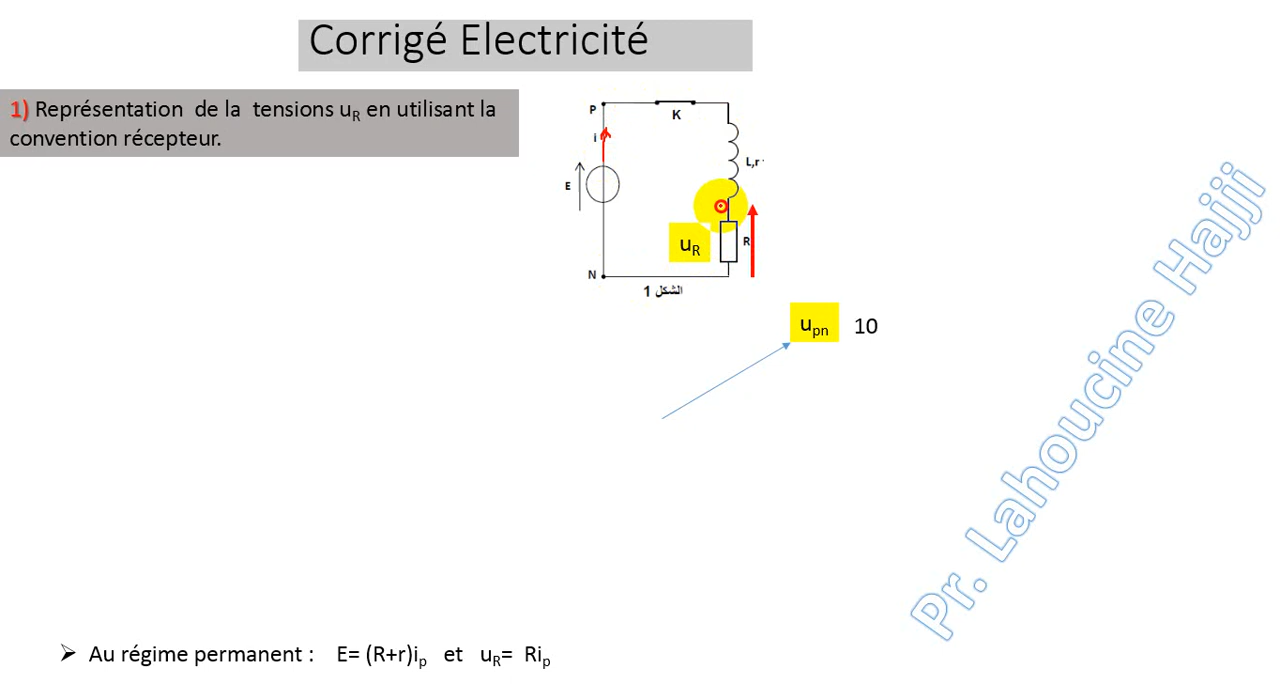 Corrigé Electricité
1) Représentation de la tensions uR en utilisant la
convention récepteur.
P
K
i
L,r
E
uR
R
N
الشكل 1
upn 10
Pr. Lahoucine Hajji
➢ Au régime permanent : E= (R+r)ip et uR= Rip